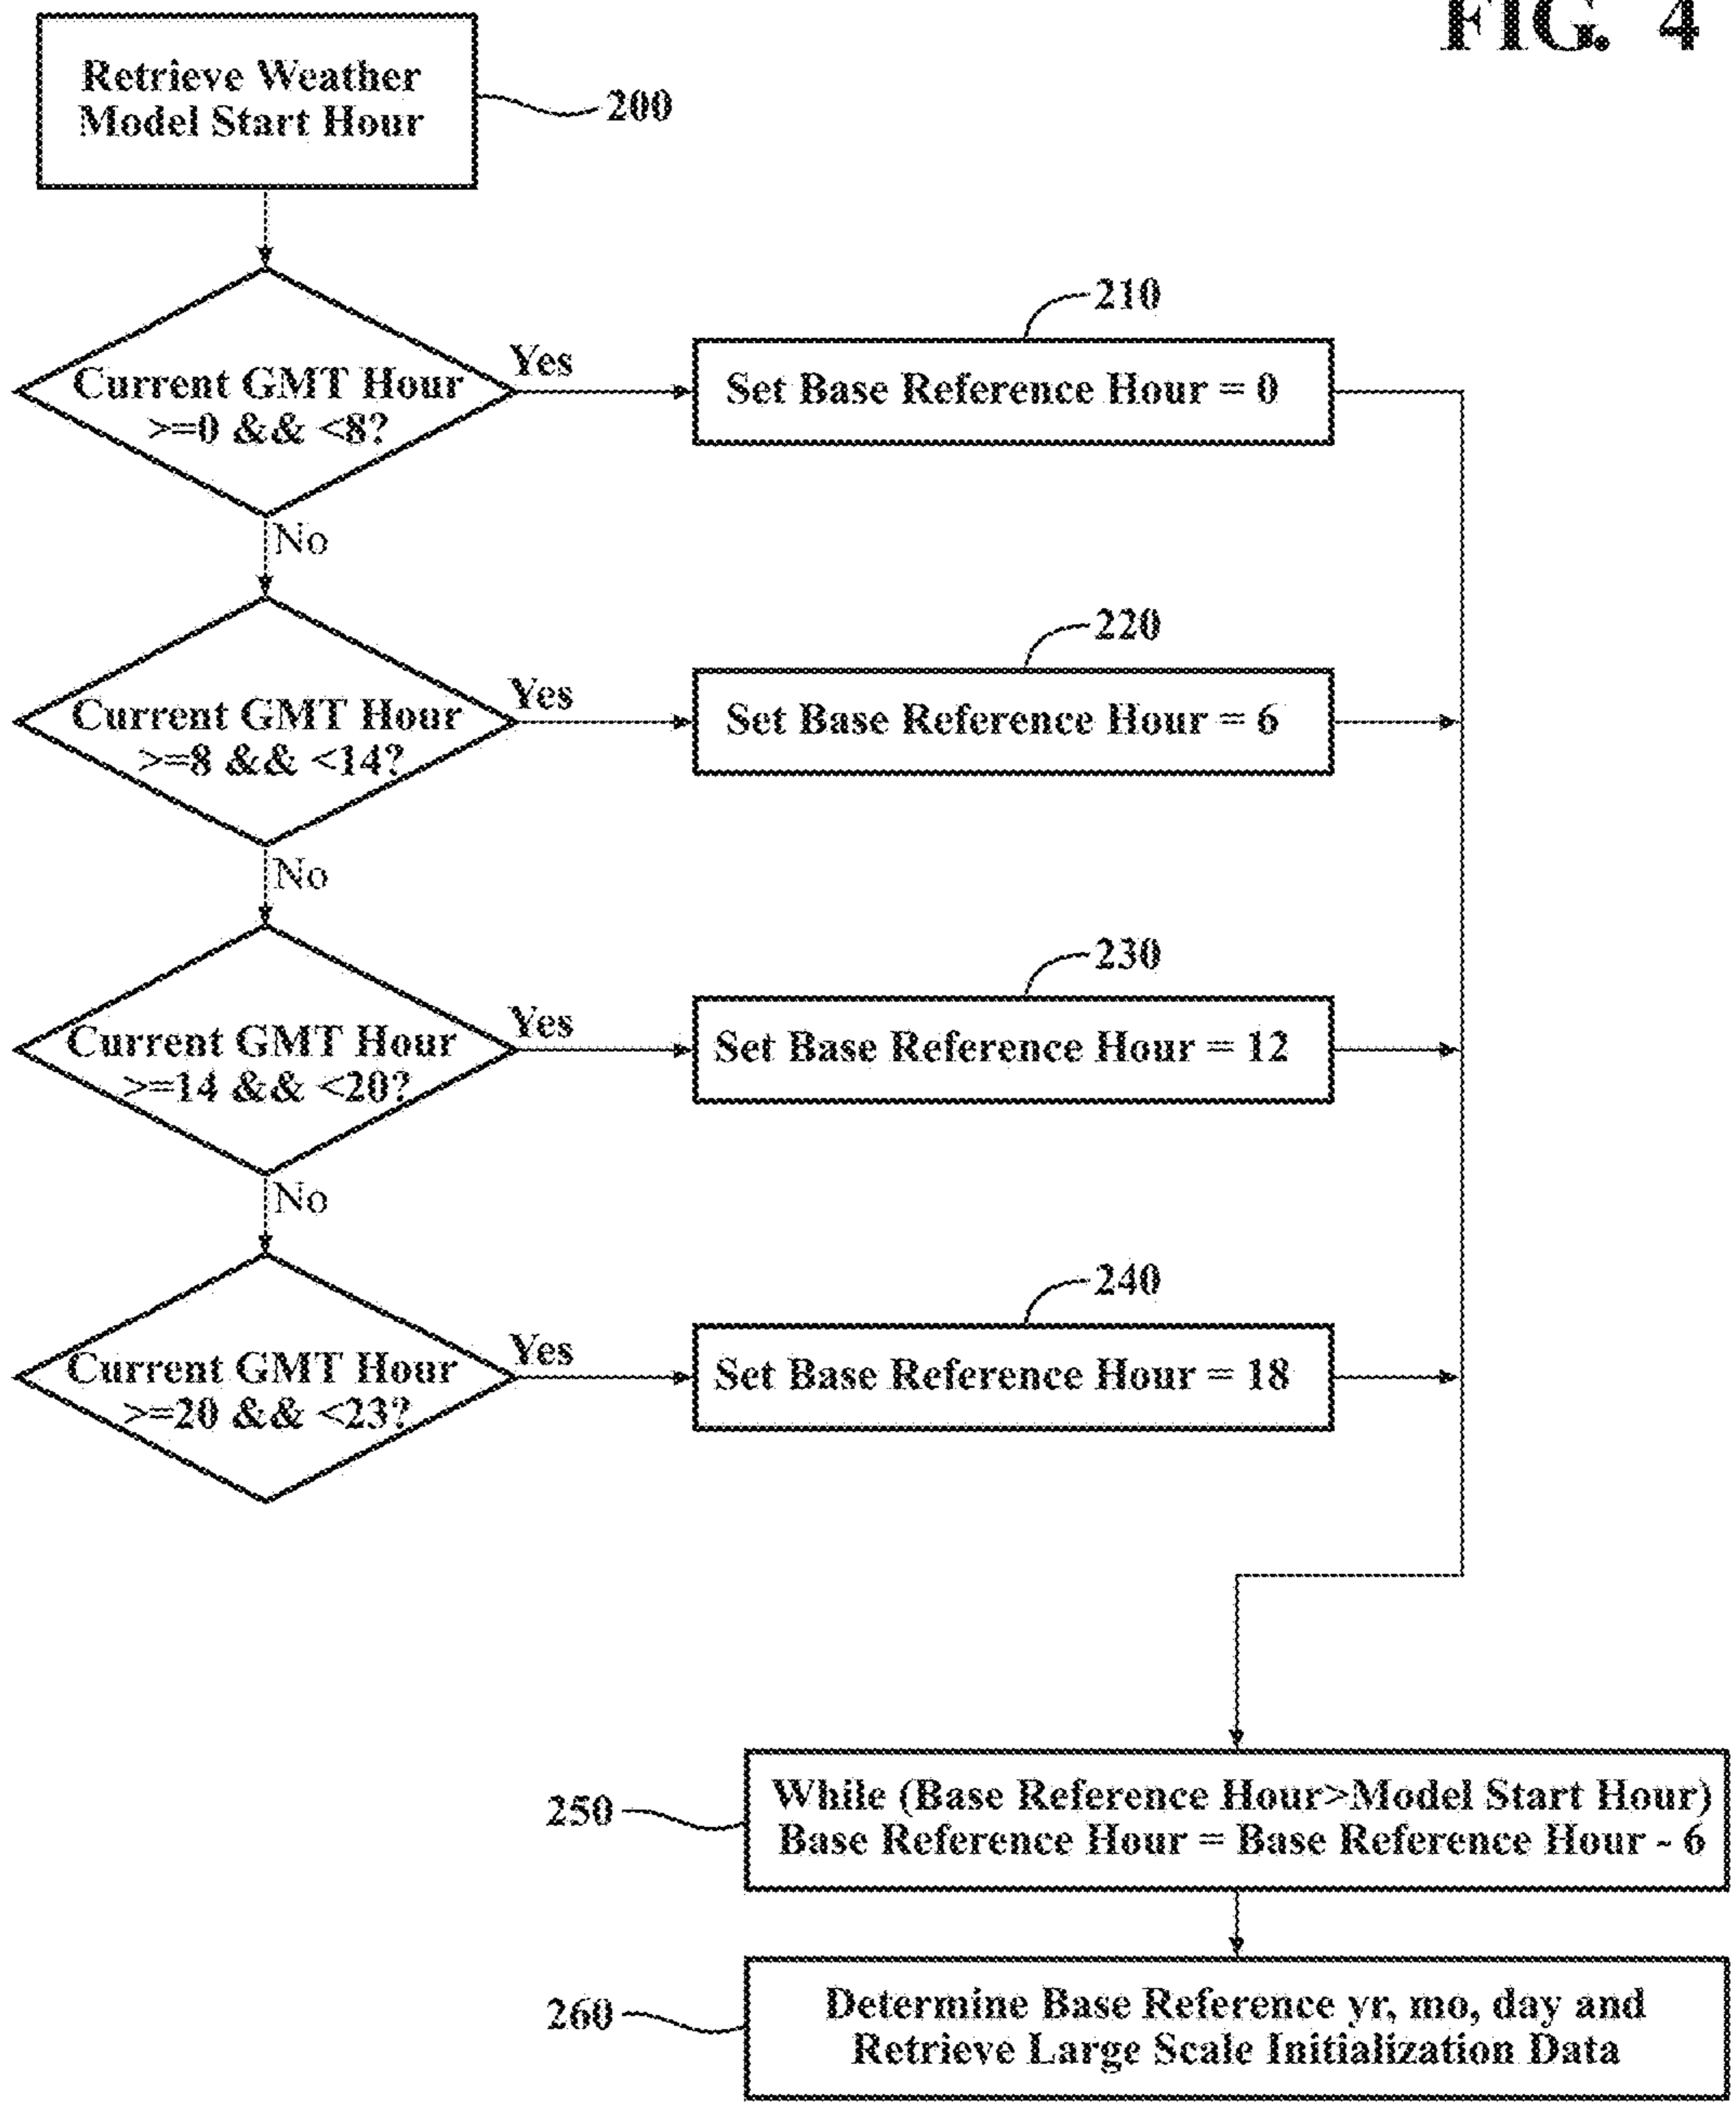 FIG. 4
Retrieve Weather
Model Start Hour
200
Current GMT Hour
>=0 && <8?
Yes
210
Set Base Reference Hour = 0
No
Current GMT Hour
>=8 && <14?
Yes
220
Set Base Reference Hour = 6
No
Current GMT Hour
>=14 && <20?
Yes
230
Set Base Reference Hour = 12
No
Current GMT Hour
>=20 && <23?
Yes
240
Set Base Reference Hour = 18
250
While (Base Reference Hour>Model Start Hour)
Base Reference Hour = Base Reference Hour - 6
260
Determine Base Reference yr, mo, day and
Retrieve Large Scale Initialization Data